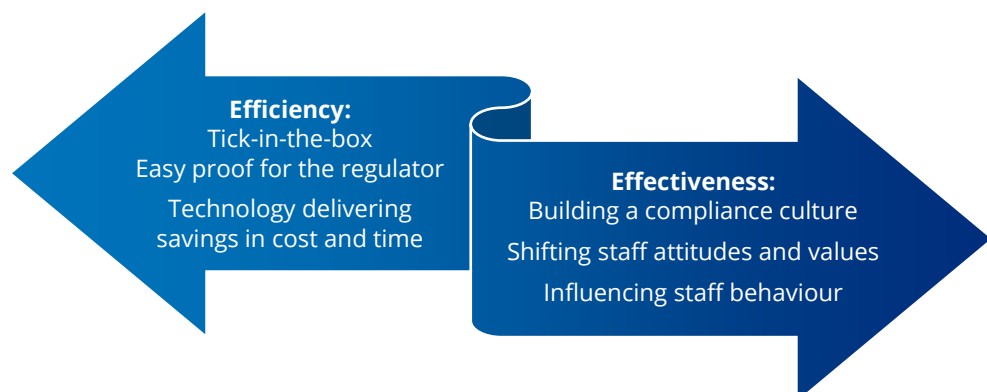 Efficiency:
Tick-in-the-box
Easy proof for the regulator
Technology delivering
savings in cost and time
Effectiveness:
Building a compliance culture
Shifting staff attitudes and values
Influencing staff behaviour